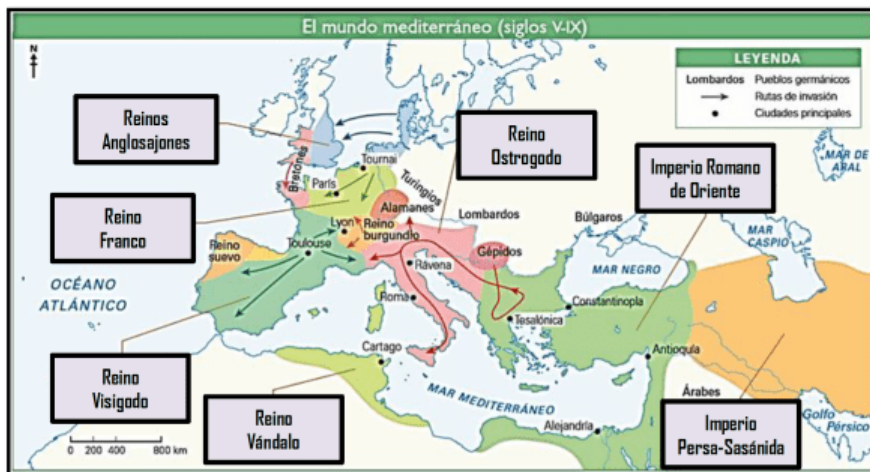 El mundo mediterráneo (siglos V-IX)
N
LEYENDA
Lombardos Pueblos germánicos
Rutas de invasión
Ciudades principales
Reinos
Anglosajones
Reino
Ostrogodo
Imperio Romano
de Oriente
MAR DE
ARAL
Bretones
Tournai
París
Turingios
Alamanes
Reino
Franco
Lombardos
Búlgaros
MAR
CASPIO
Lyon
Reino
burgundio
Gépidos
Reino
suevo
Toulouse
Rávena
MAR NEGRO
OCÉANO
ATLÁNTICO
Roma
Constantinopla
Tesalónica
Cartago
Antioquía
Reino
Visigodo
Reino
Vándalo
MAR MEDITERRÁNEO
Árabes
Alejandría
Golfo
Pérsico
Imperio
Persa-Sasánida
0 200 400 800 km